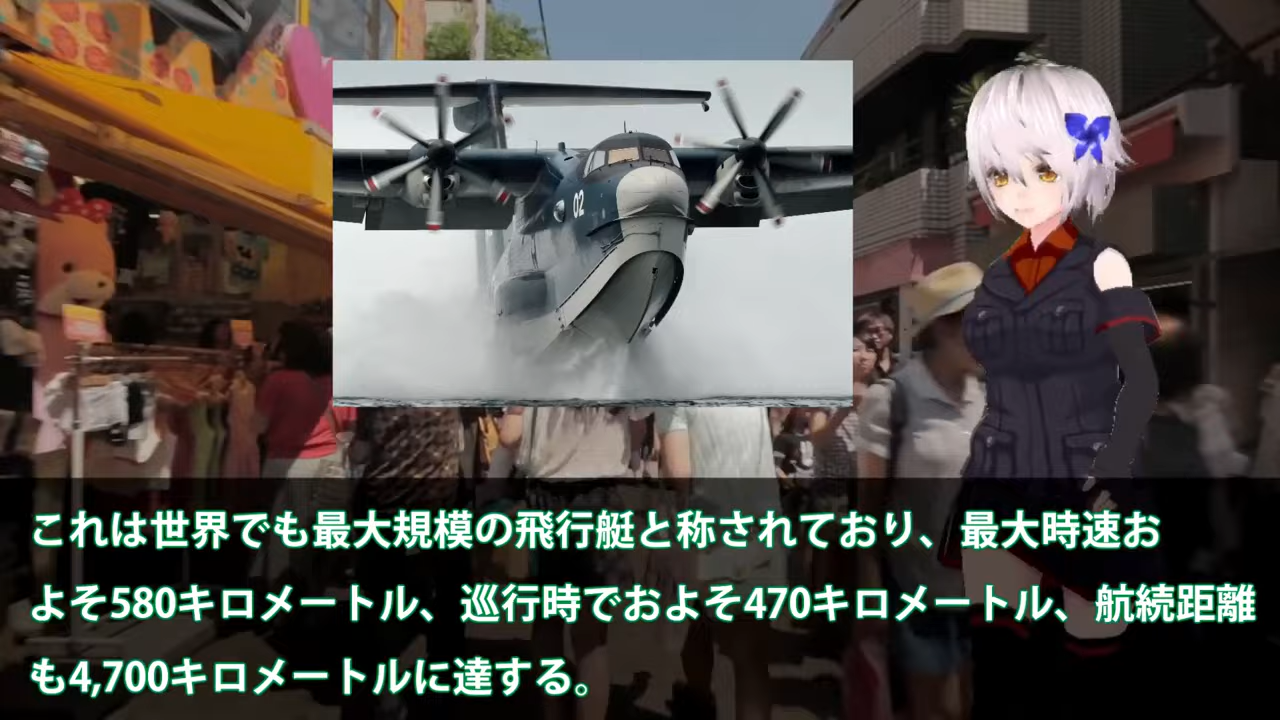 02
これは世界でも最大規模の飛行艇と称されており、最大時速お
よそ580キロメートル、巡行時でおよそ470キロメートル、航続距離
も4,700キロメートルに達する。